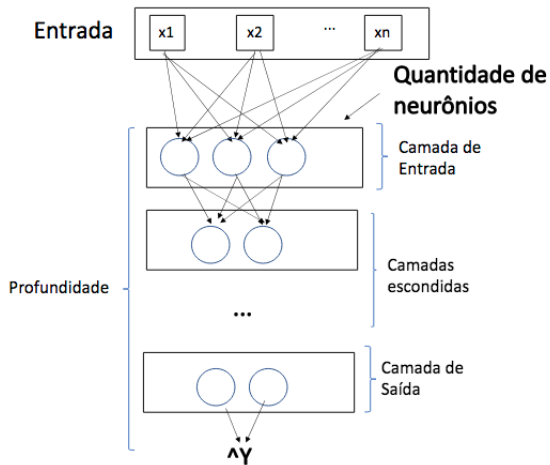 Entrada
x1 x2 ... xn
Quantidade de
neurônios
Camada de
Entrada
Profundidade
Camadas
escondidas
...
Camada de
Saída
^Y